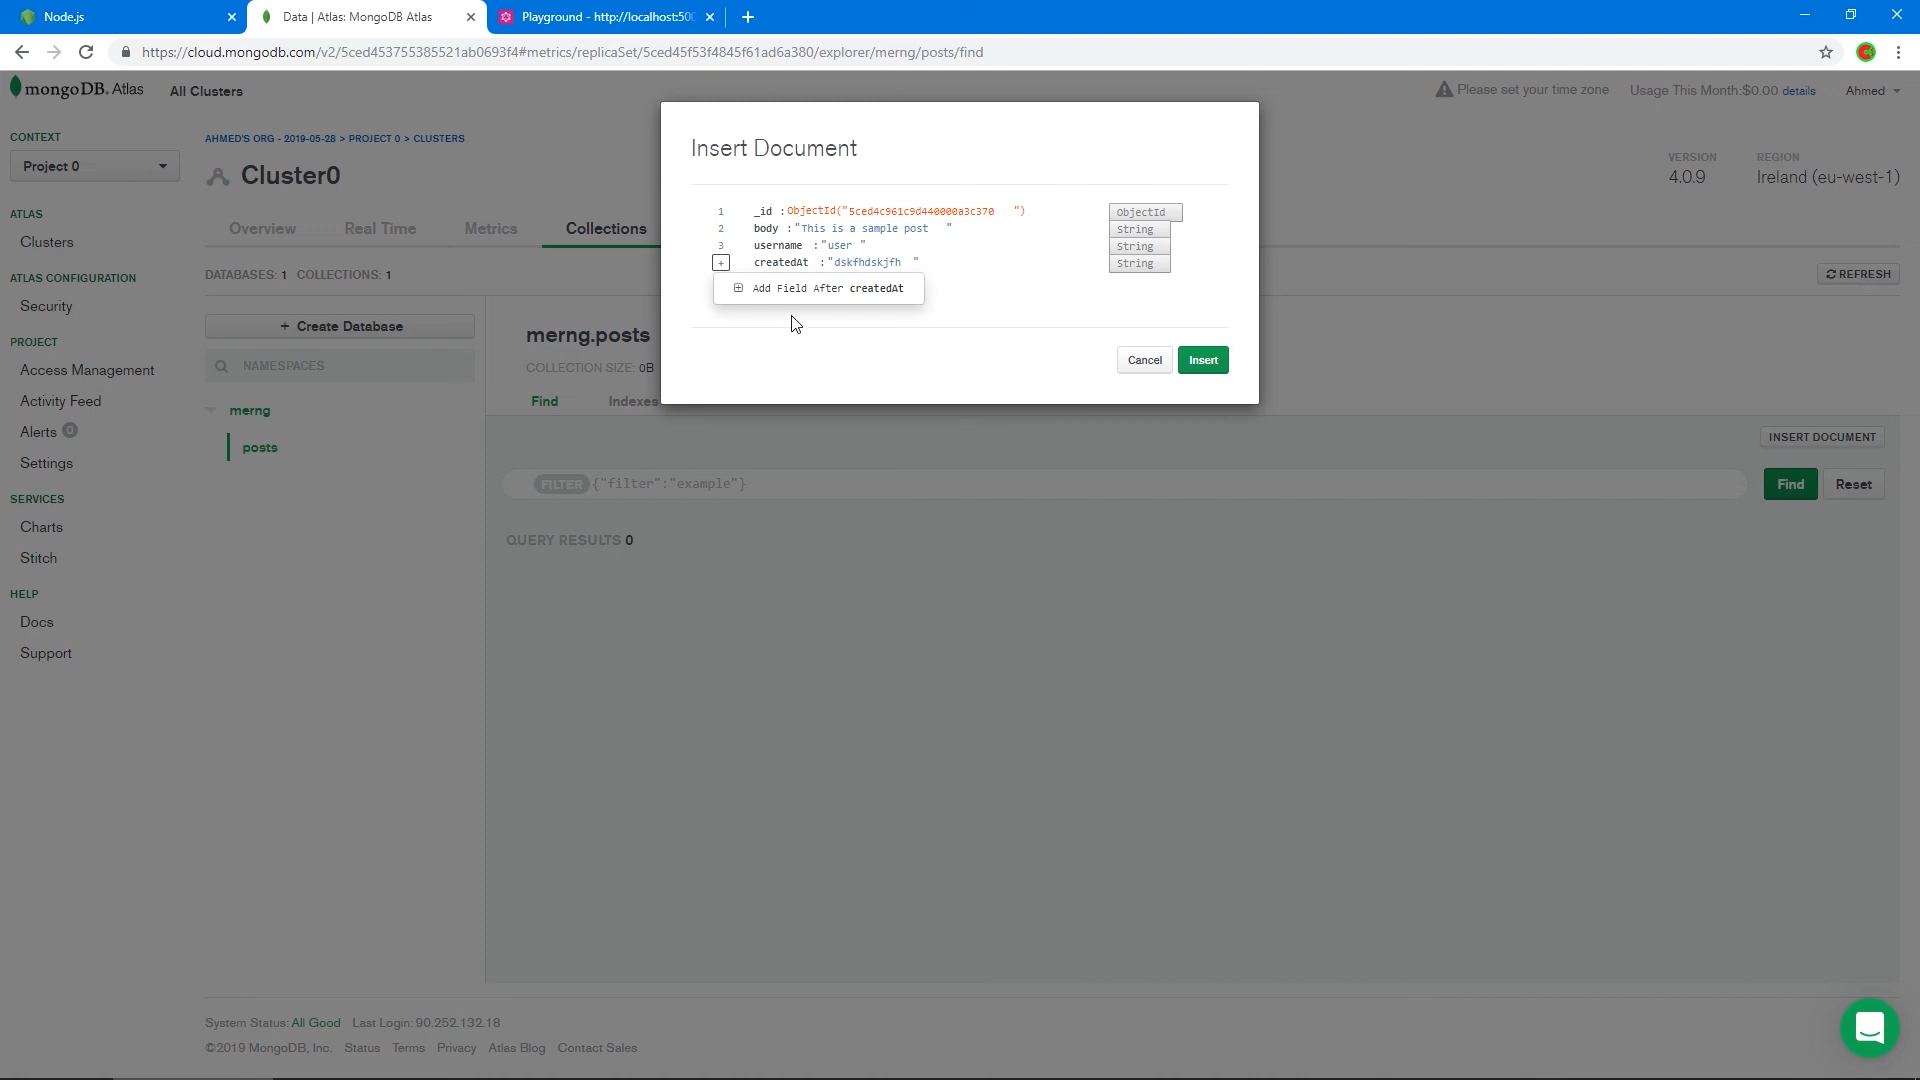 Node.js
Data | Atlas: MongoDB Atlas
Playground - http://localhost:500
https://cloud.mongodb.com/v2/5ced453755385521ab0693f4#metrics/replicaSet/5ced45f53f4845f61ad6a380/explorer/merng/posts/find
mongoDB. Atlas
All Clusters
Please set your time zone
Usage This Month:$0.00 details
Ahmed
CONTEXT
Project 0
ATLAS
Clusters
ATLAS CONFIGURATION
Security
PROJECT
Access Management
Activity Feed
Alerts 0
Settings
SERVICES
Charts
Stitch
HELP
Docs
Support
AHMED'S ORG - 2019-05-28 > PROJECT 0 > CLUSTERS
Cluster0
VERSION
4.0.9
REGION
Ireland (eu-west-1)
Overview
Real Time
Metrics
Collections
DATABASES: 1 COLLECTIONS: 1
REFRESH
+ Create Database
NAMESPACES
merng
posts
merng.posts
COLLECTION SIZE: 0B
Find
Indexes
INSERT DOCUMENT
FILTER {"filter":"example"}
Find
Reset
QUERY RESULTS 0
Insert Document
1 _id :ObjectId("5ced4c961c9d440000a3c370 ") ObjectId
2 body :"This is a sample post " String
3 username :"user " String
+ createdAt :"dskfhdskjfh " String
Add Field After createdAt
Cancel
Insert
System Status: All Good Last Login: 90.252.132.18
©2019 MongoDB, Inc. Status Terms Privacy Atlas Blog Contact Sales